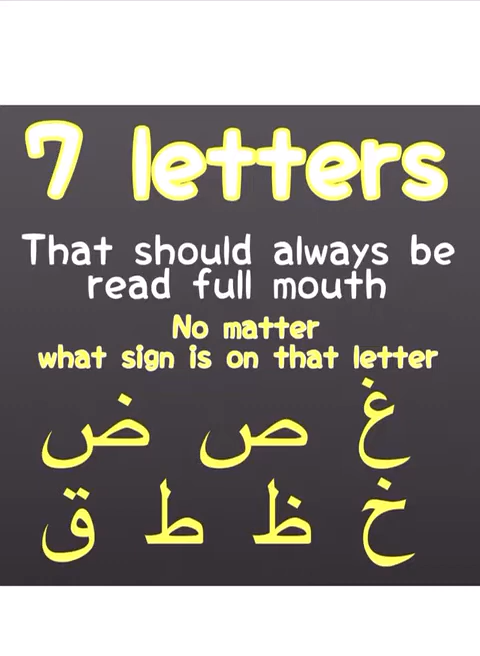 7 letters
That should always be
read full mouth
No matter
what sign is on that letter
غ ص ض
خ ظ ط ق